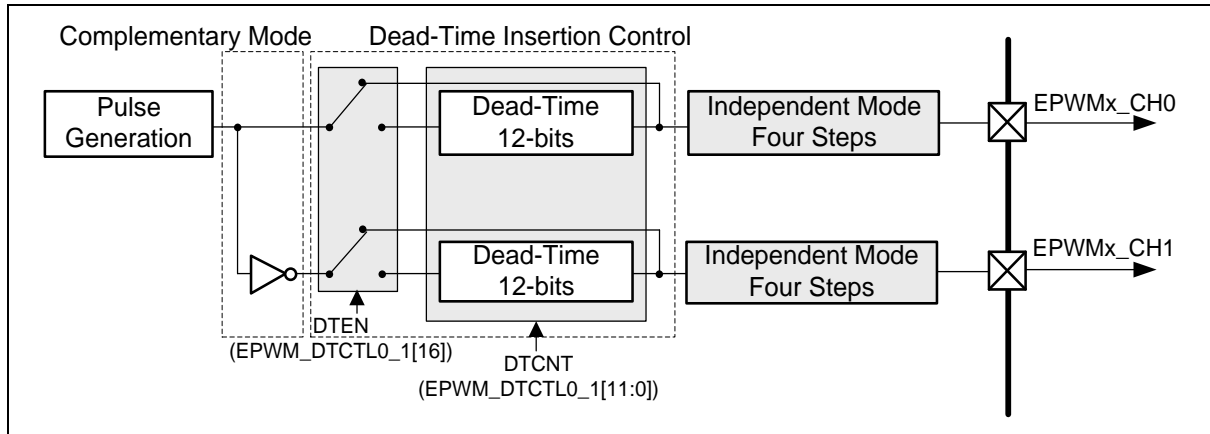 Complementary Mode
Dead-Time Insertion Control
Pulse
Generation
Dead-Time
12-bits
Independent Mode
Four Steps
EPWMx_CH0
Dead-Time
12-bits
Independent Mode
Four Steps
EPWMx_CH1
DTEN
(EPWM_DTCTL0_1[16])
DTCNT
(EPWM_DTCTL0_1[11:0])